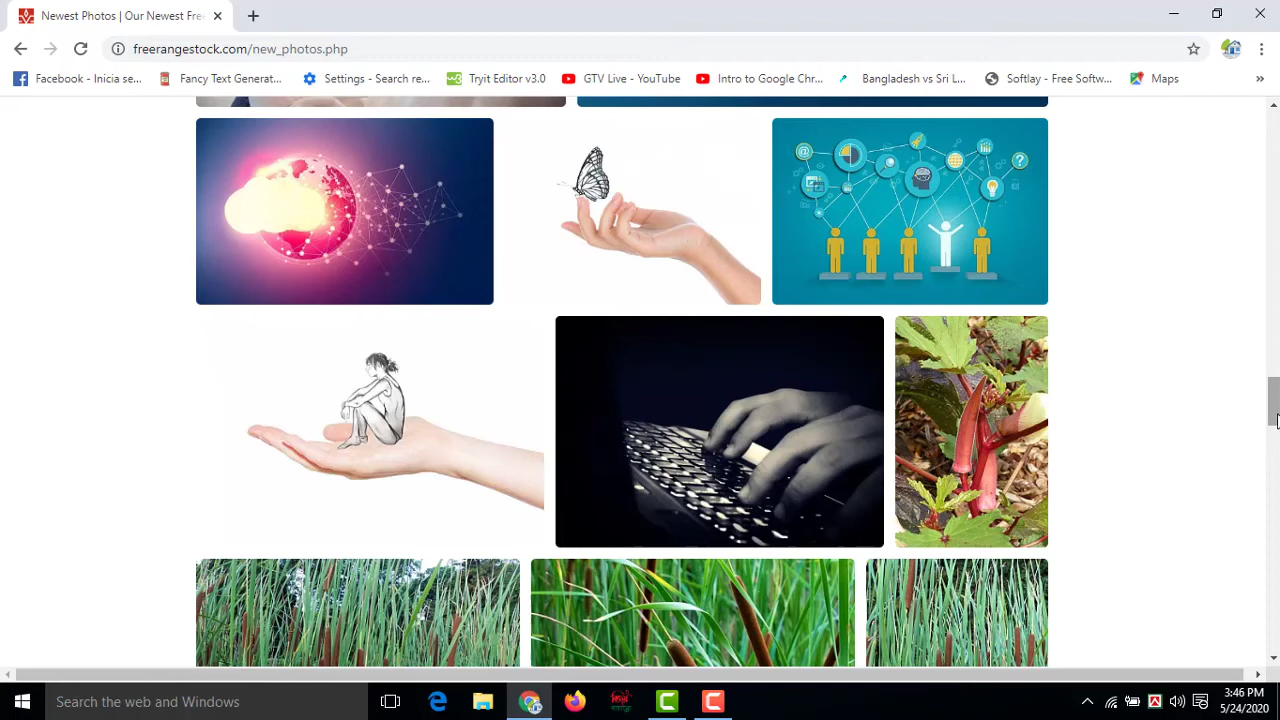 Newest Photos | Our Newest Fre
freerangestock.com/new_photos.php
Facebook - Inicia se...
Fancy Text Generat...
Settings - Search re...
Tryit Editor v3.0
GTV Live - YouTube
Intro to Google Chr...
Bangladesh vs Sri L...
Softlay - Free Softw...
Maps
»
@
?
Search the web and Windows
3:46 PM
5/24/2020